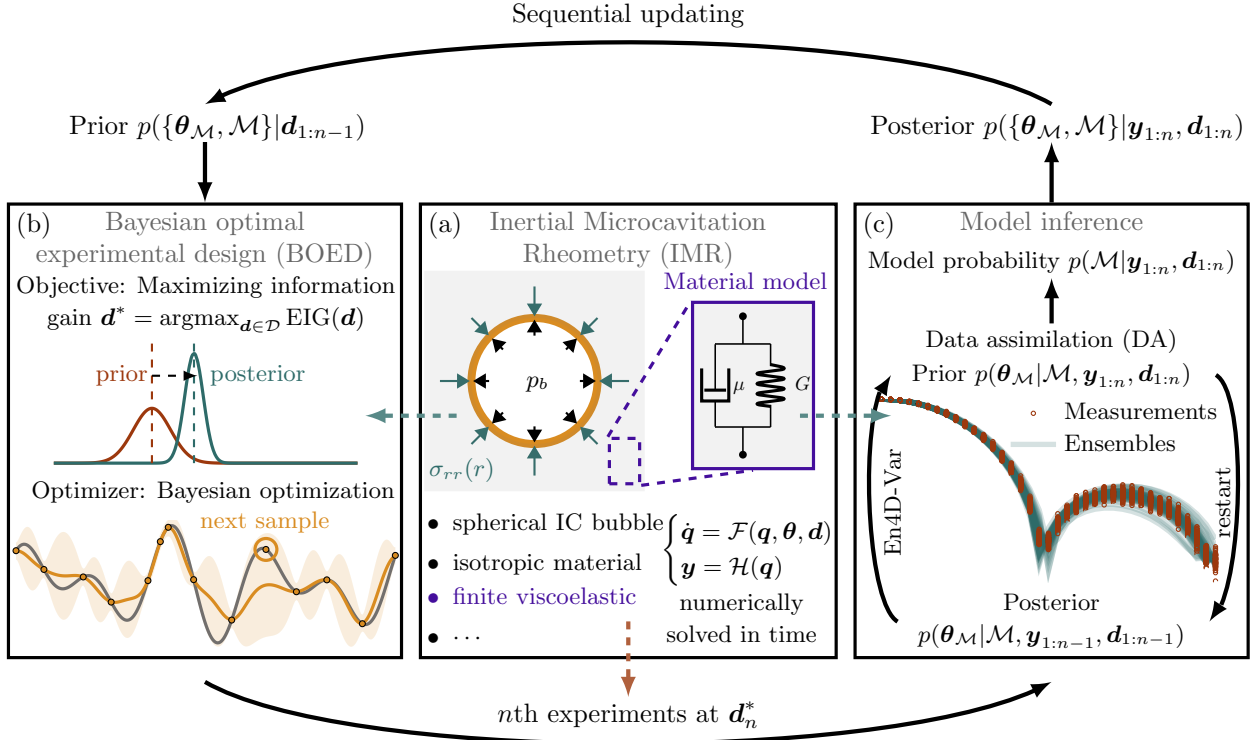 Sequential updating
Prior p({θ_ℳ, ℳ}|d_{1:n−1})
Posterior p({θ_ℳ, ℳ}|y_{1:n}, d_{1:n})
(b)
Bayesian optimal
experimental design (BOED)
Objective: Maximizing information
gain d* = argmax_{d∈𝒟} EIG(d)
prior
posterior
Optimizer: Bayesian optimization
next sample
(a)
Inertial Microcavitation
Rheometry (IMR)
Material model
p_b
σ_{rr}(r)
μ
G
• spherical IC bubble
• isotropic material
• finite viscoelastic
• ⋯
q̇ = ℱ(q, θ, d)
y = ℋ(q)
numerically
solved in time
(c)
Model inference
Model probability p(ℳ|y_{1:n}, d_{1:n})
Data assimilation (DA)
Prior p(θ_ℳ|ℳ, y_{1:n}, d_{1:n})
Measurements
Ensembles
En4D-Var
restart
Posterior
p(θ_ℳ|ℳ, y_{1:n−1}, d_{1:n−1})
nth experiments at d*_n